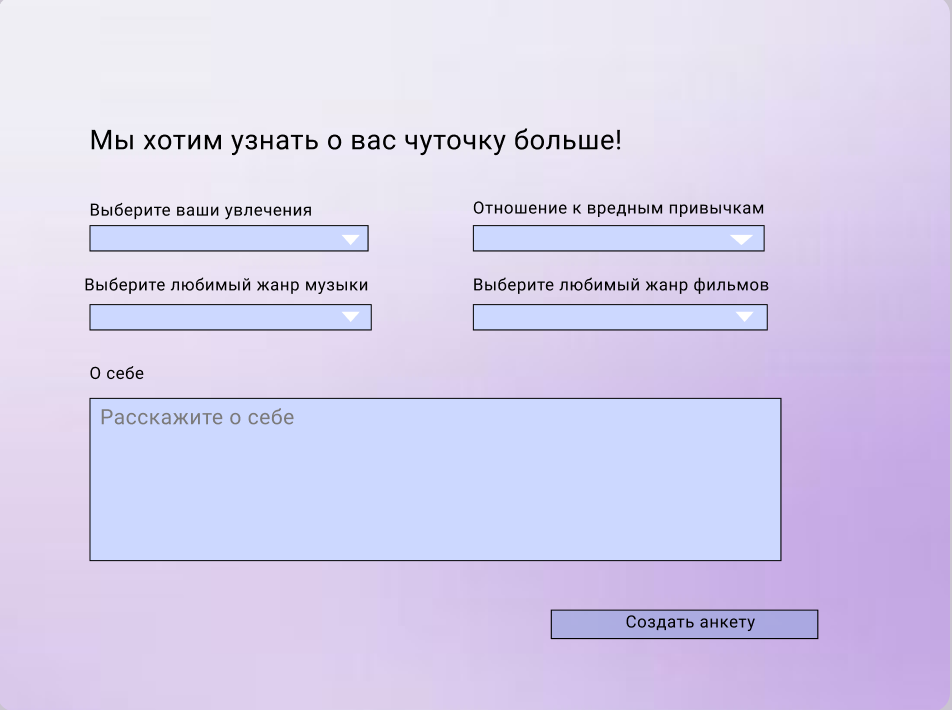 Мы хотим узнать о вас чуточку больше!
Выберите ваши увлечения
Отношение к вредным привычкам
Выберите любимый жанр музыки
Выберите любимый жанр фильмов
О себе
Расскажите о себе
Создать анкету